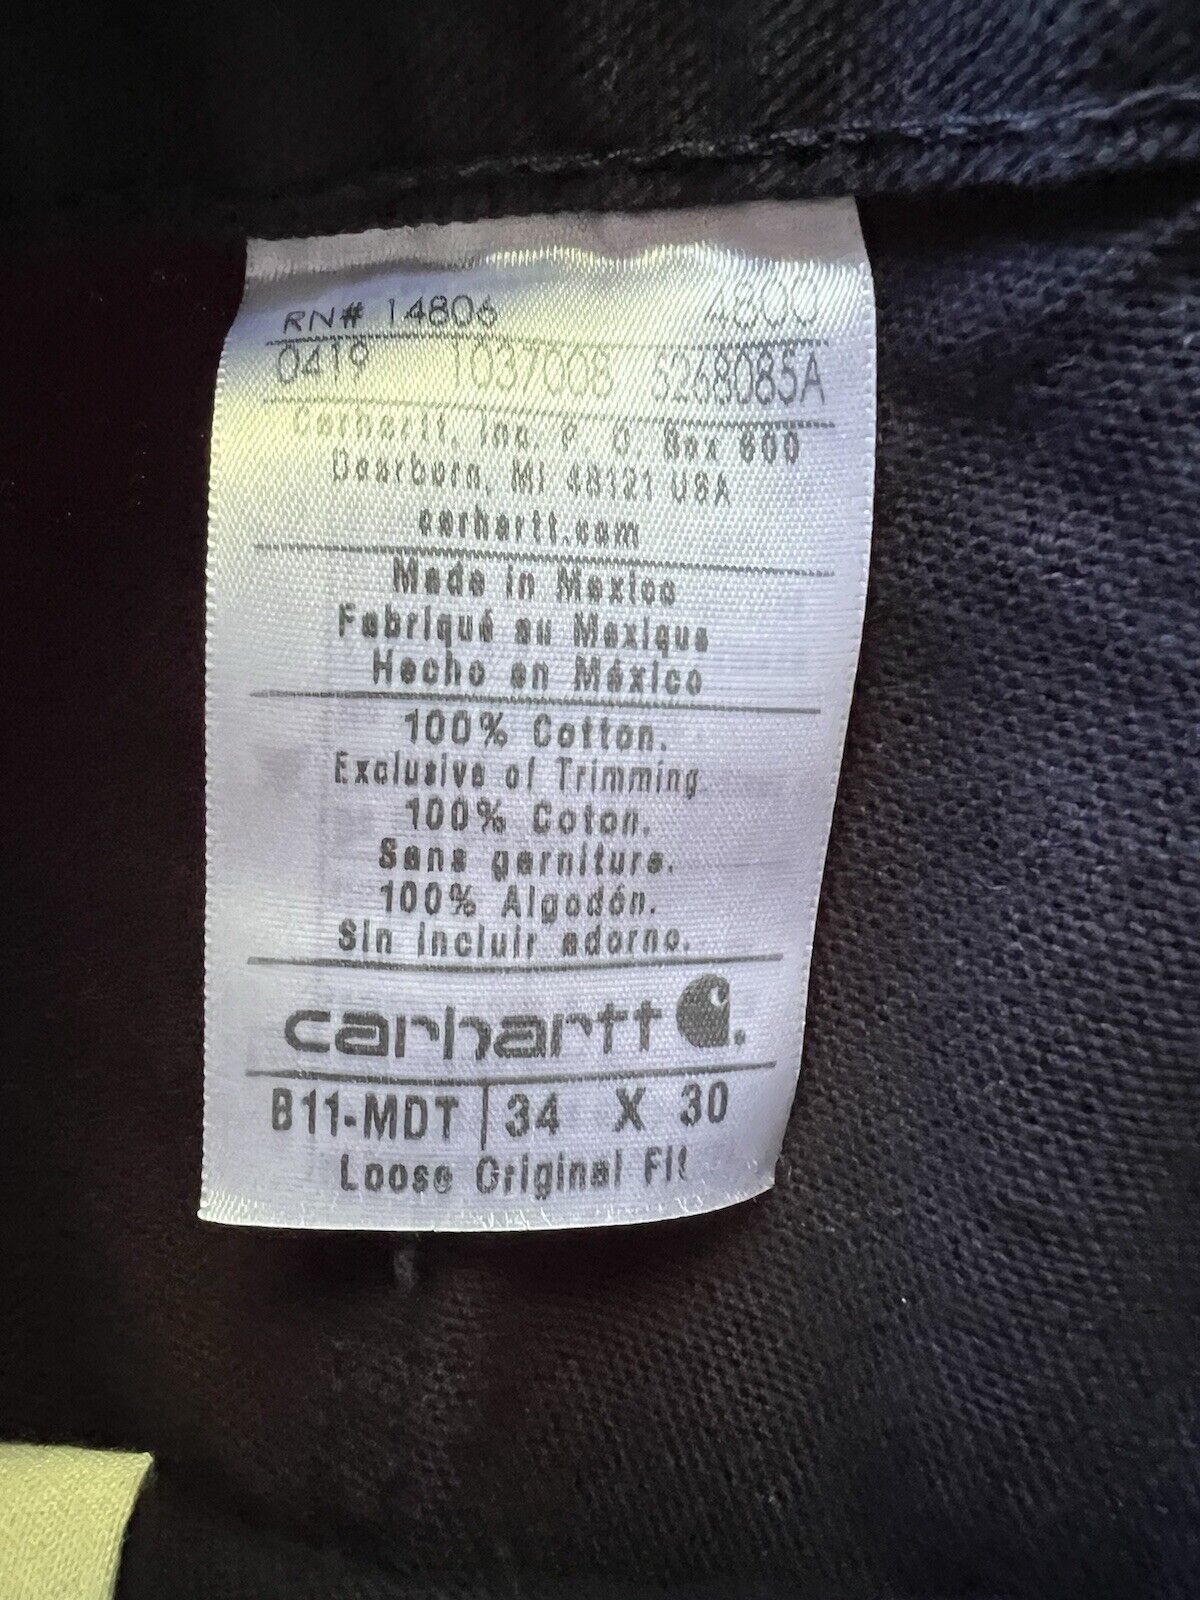 RN# 14806 4800
0419 1037008 5268085A
Carhartt, Inc. P. O. Box 600
Dearborn, MI 48121 USA
carhartt.com
Made in Mexico
Fabriqué au Mexique
Hecho en México
100% Cotton.
Exclusive of Trimming
100% Coton.
Sans garniture.
100% Algodón.
Sin incluir adorno.
carhartt
B11-MDT 34 X 30
Loose Original Fit